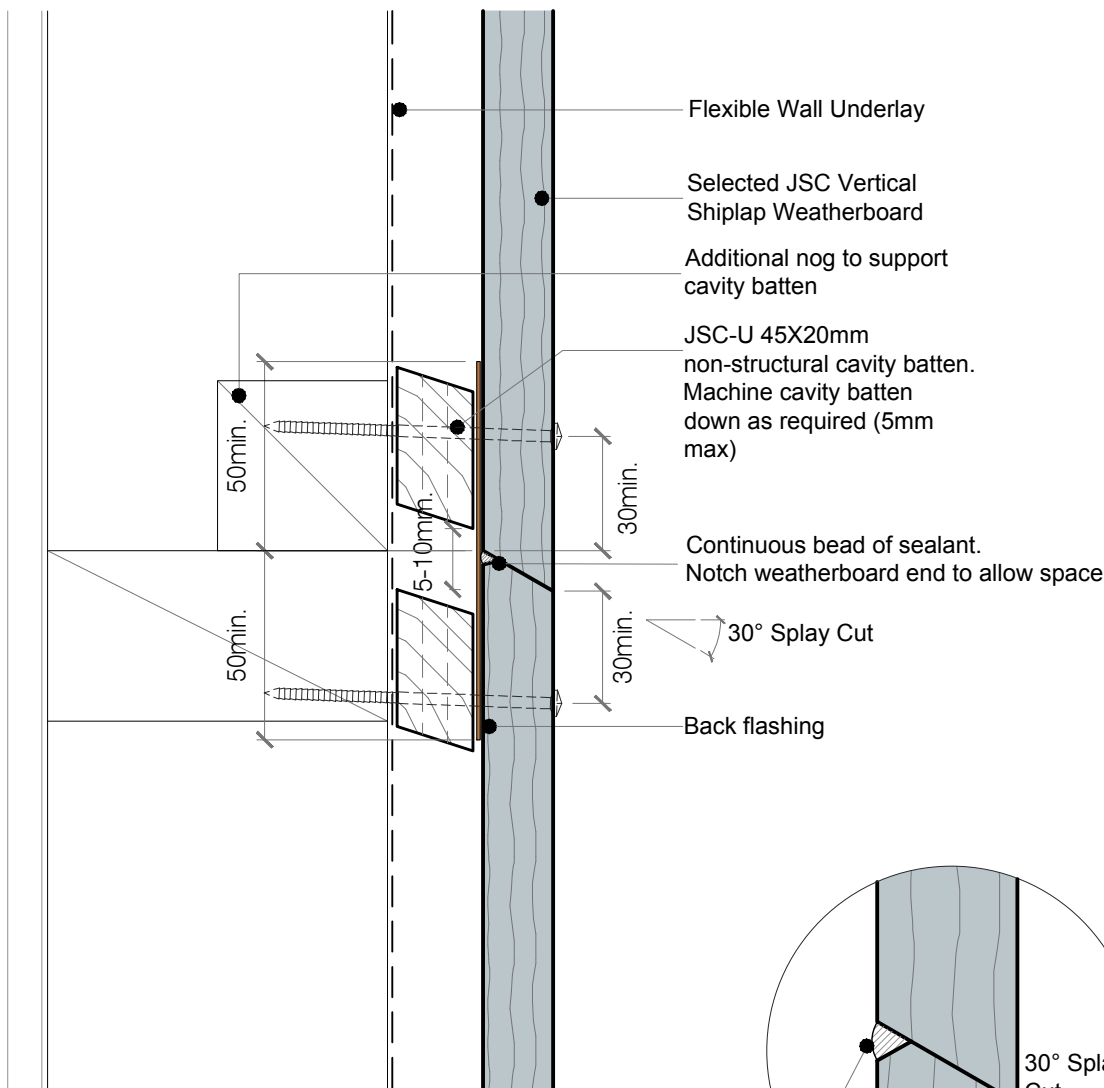 Flexible Wall Underlay
Selected JSC Vertical
Shiplap Weatherboard
Additional nog to support
cavity batten
JSC-U 45X20mm
non-structural cavity batten.
Machine cavity batten
down as required (5mm
max)
50min.
30min.
5-10mm.
Continuous bead of sealant.
Notch weatherboard end to allow space
50min.
30min.
30° Splay Cut
Back flashing
30°